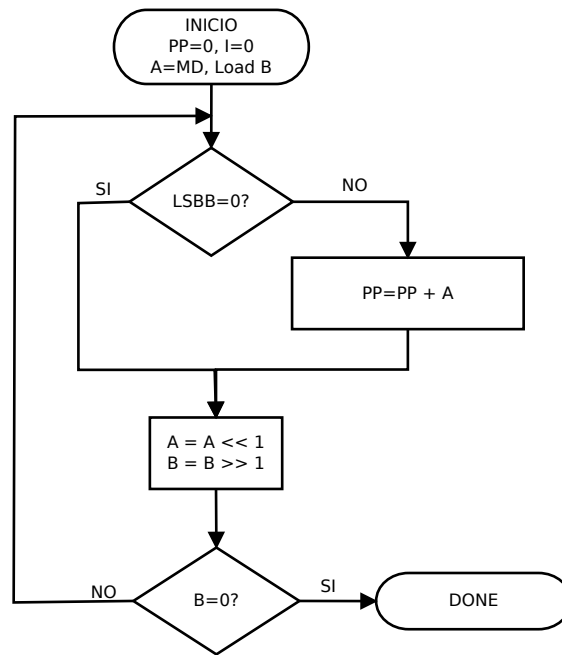 INICIO
PP=0, I=0
A=MD, Load B
SI
LSBB=0?
NO
PP=PP + A
A = A << 1
B = B >> 1
NO
B=0?
SI
DONE